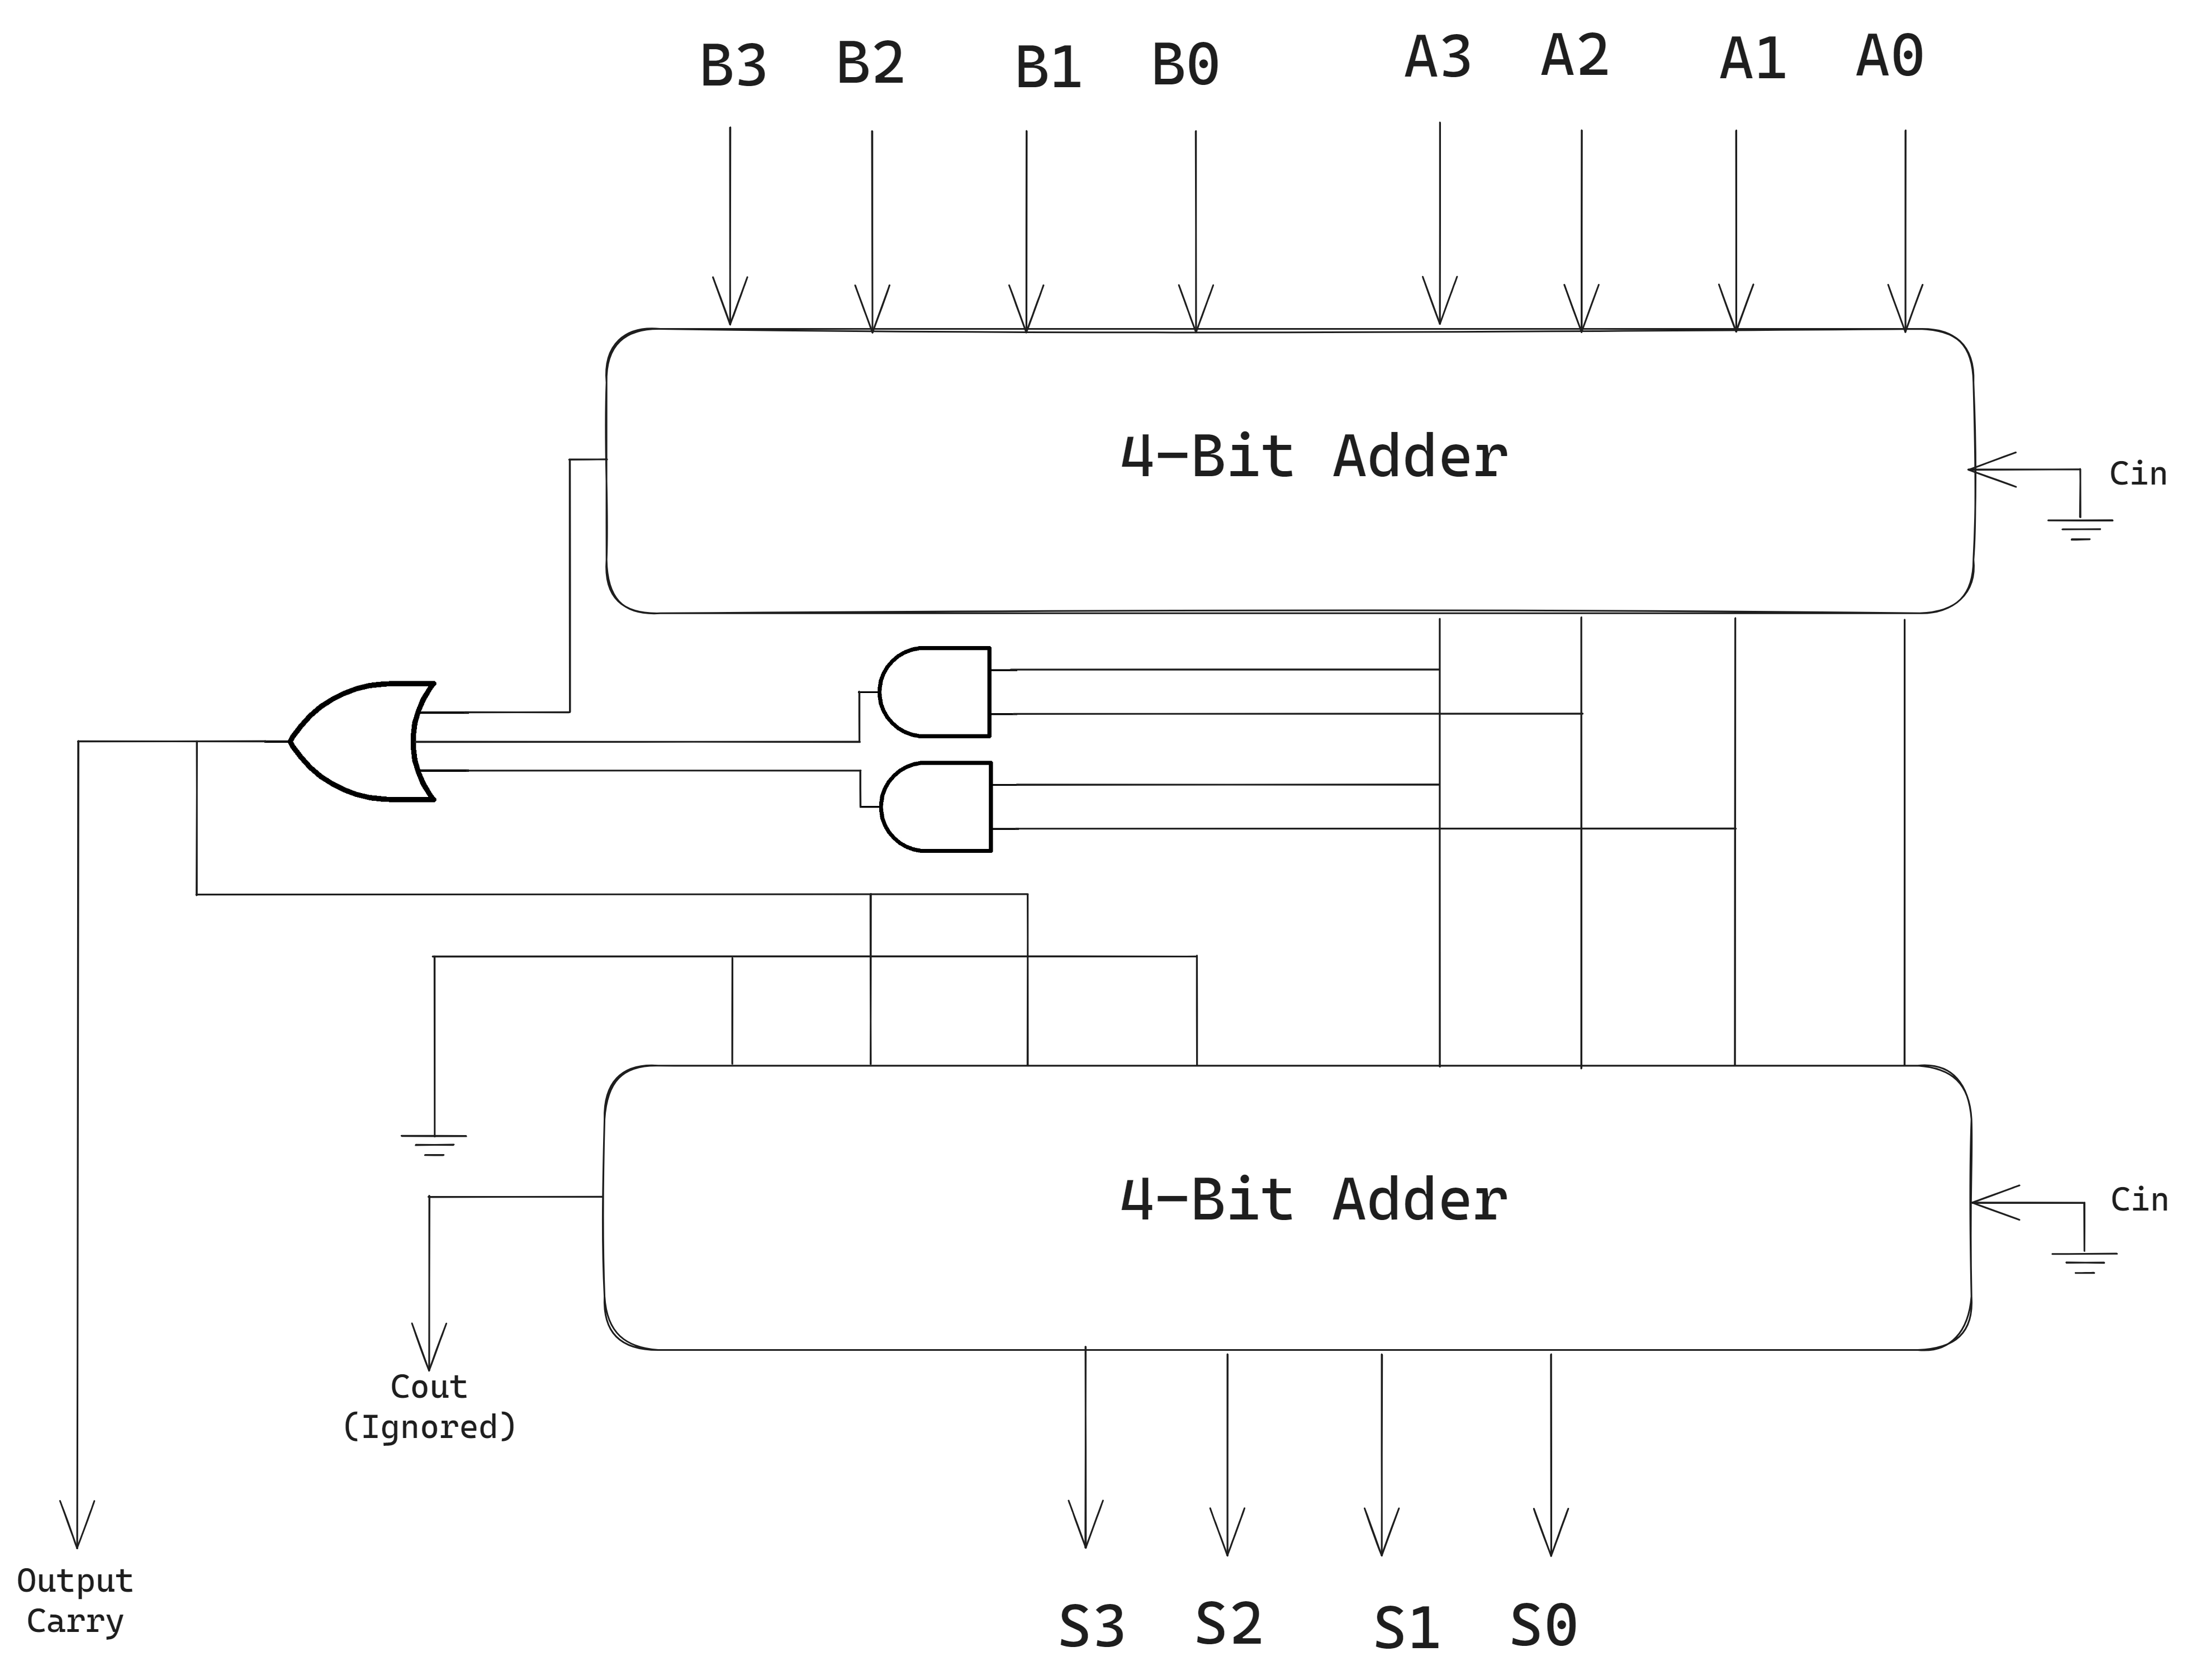 B3 B2 B1 B0 A3 A2 A1 A0
4-Bit Adder
Cin
4-Bit Adder
Cin
Cout
(Ignored)
Output
Carry
S3 S2 S1 S0